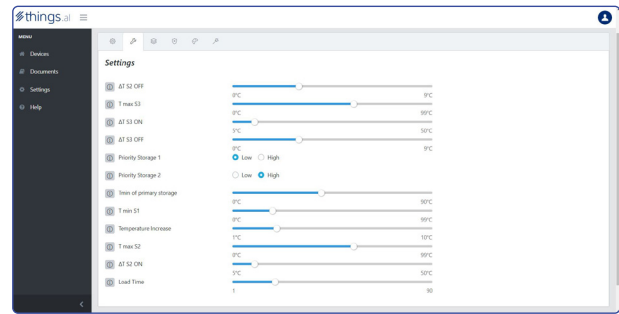 things.al
MENU
Devices
Documents
Settings
Help
Settings
ΔT S2 OFF
0°C 9°C
T max S3
0°C 99°C
ΔT S3 ON
5°C 50°C
ΔT S3 OFF
0°C 9°C
Priority Storage 1 Low High
Priority Storage 2 Low High
Tmin of primary storage
0°C 90°C
T min S1
0°C 99°C
Temperature Increase
1°C 10°C
T max S2
0°C 99°C
ΔT S2 ON
5°C 50°C
Load Time
1 90